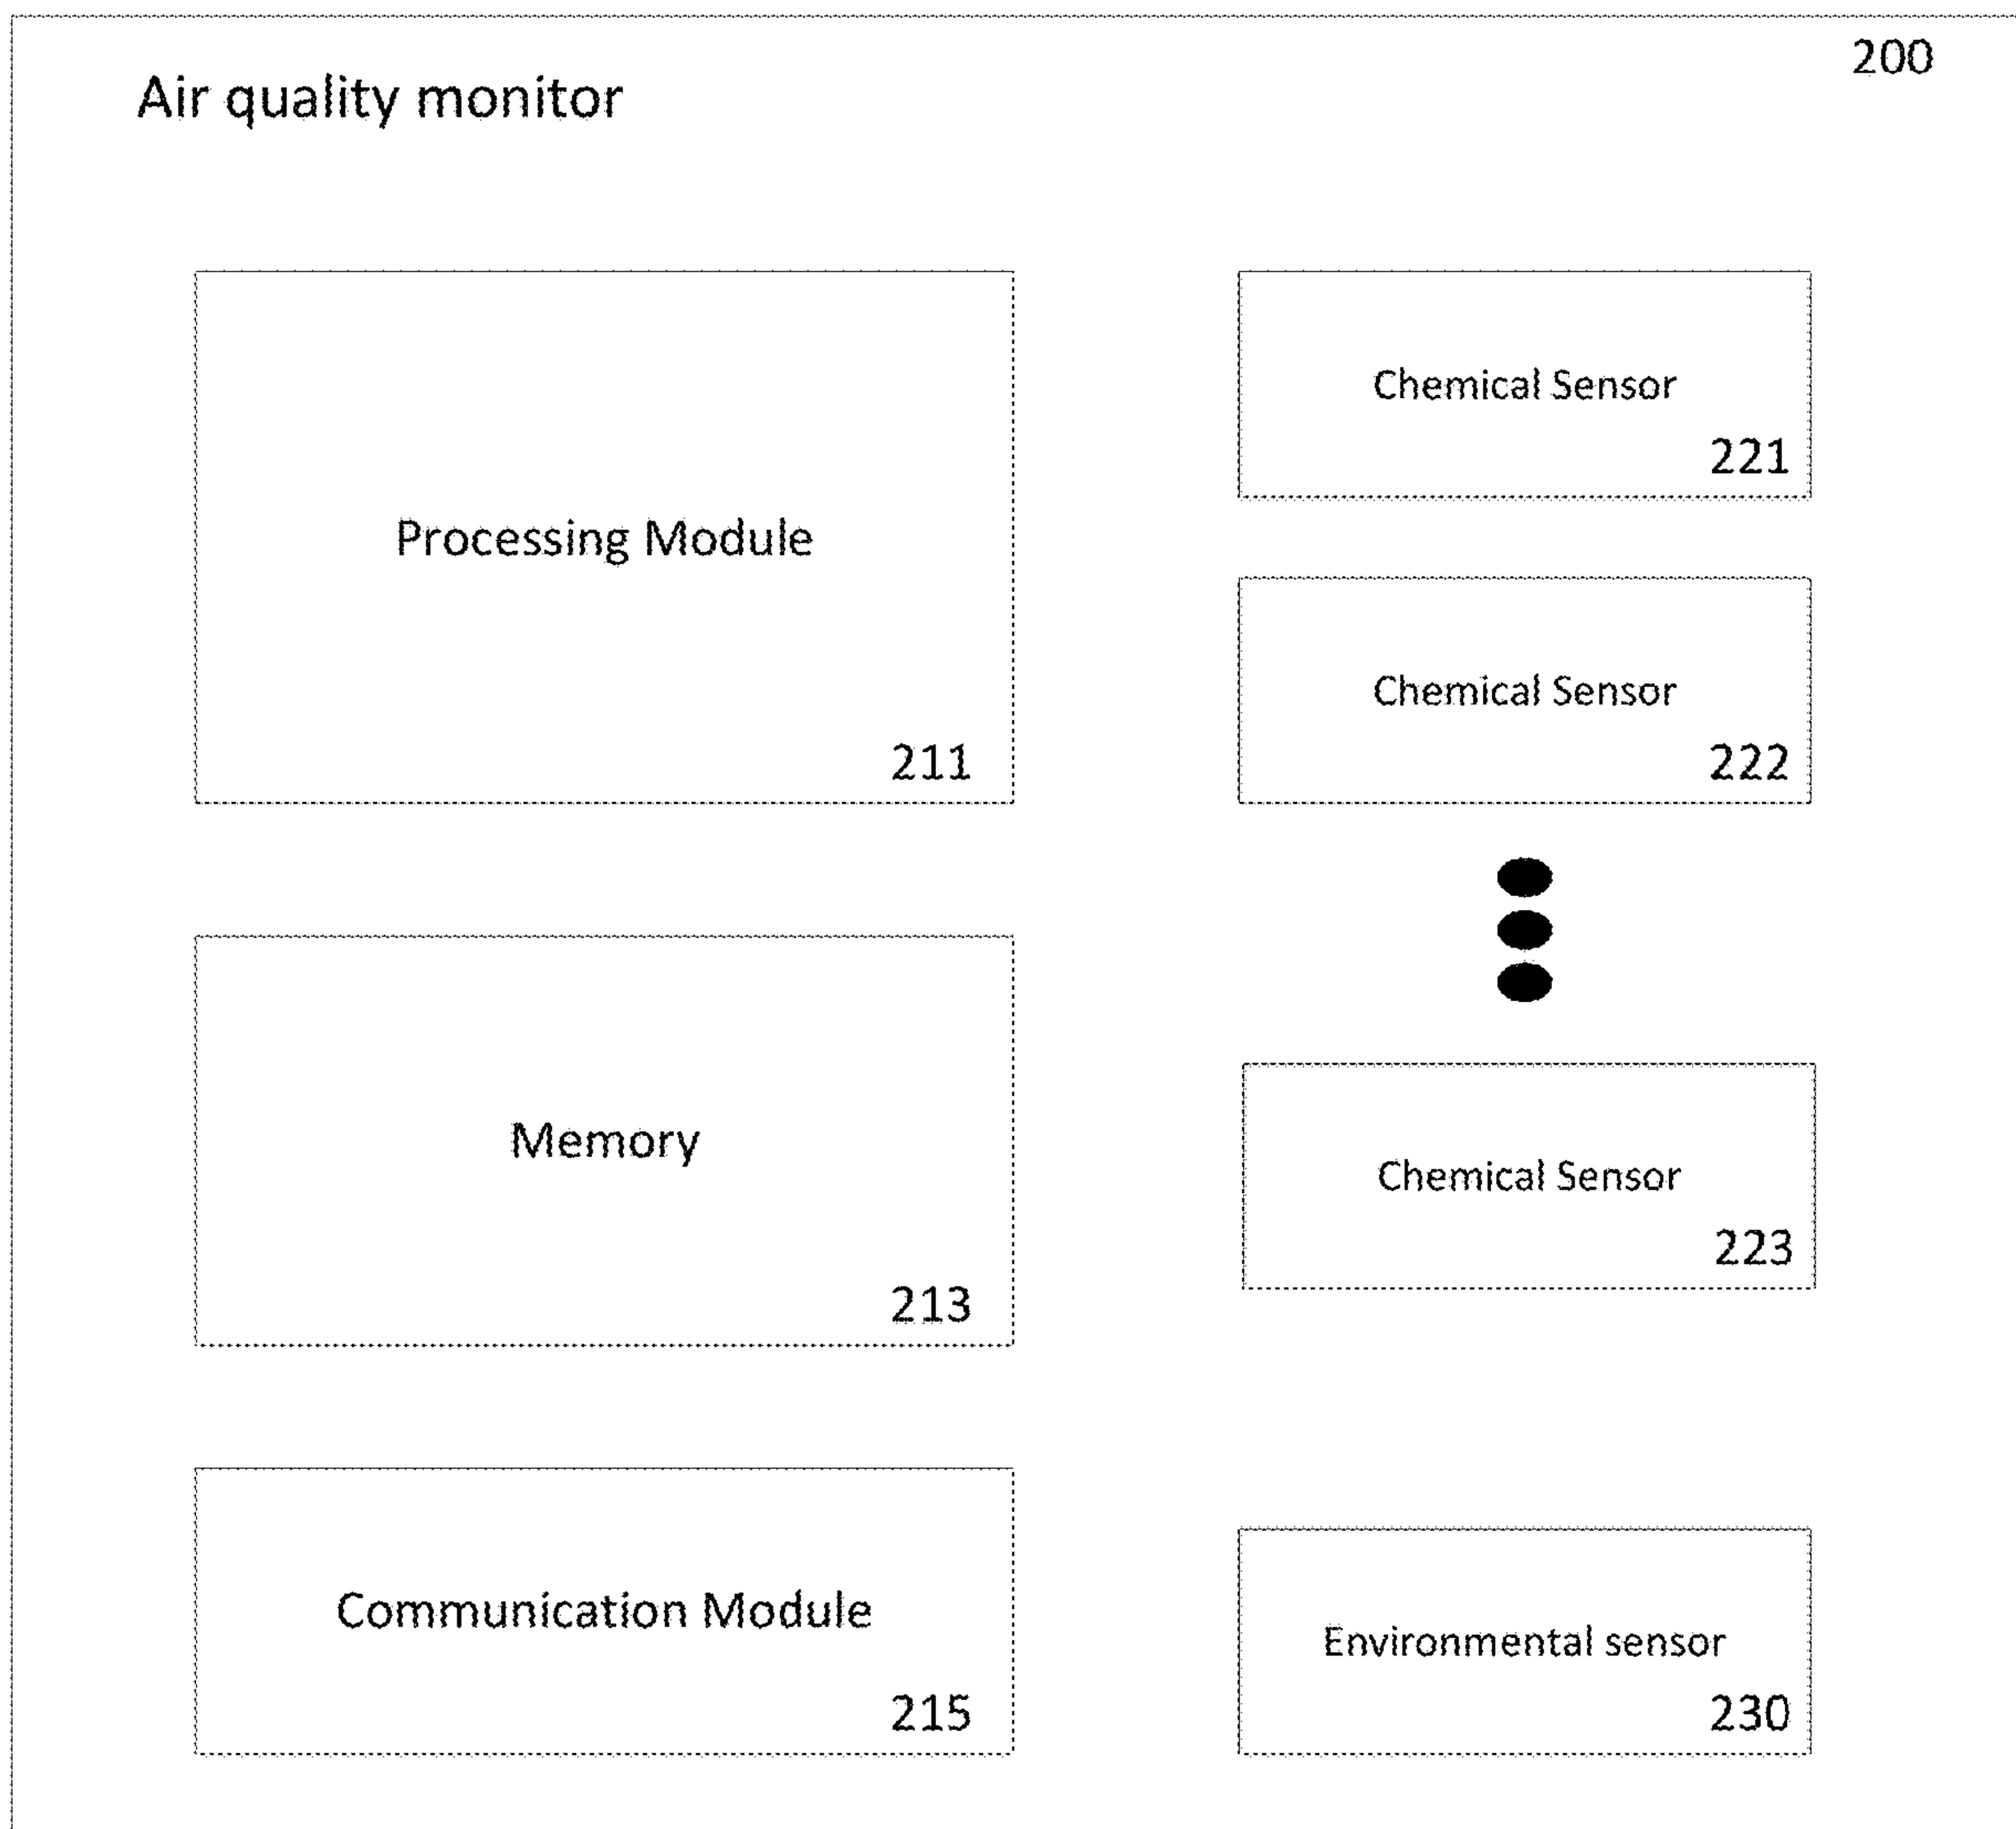 200
Air quality monitor
Processing Module
211
Memory
213
Communication Module
215
Chemical Sensor
221
Chemical Sensor
222
Chemical Sensor
223
Environmental sensor
230